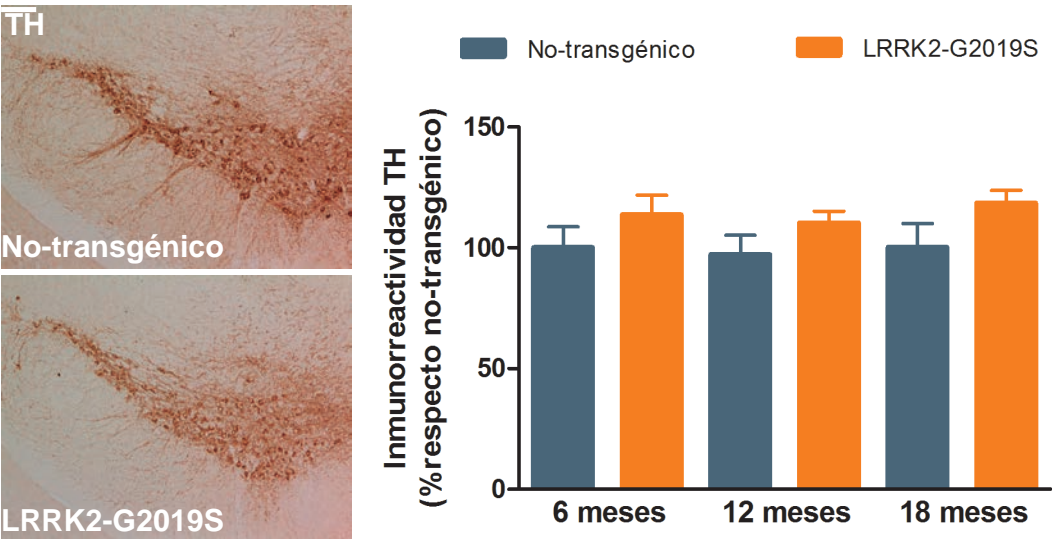 TH
No-transgénico
LRRK2-G2019S
No-transgénico
LRRK2-G2019S
Inmunorreactividad TH
(%respecto no-transgénico)
150
100
50
0
6 meses
12 meses
18 meses